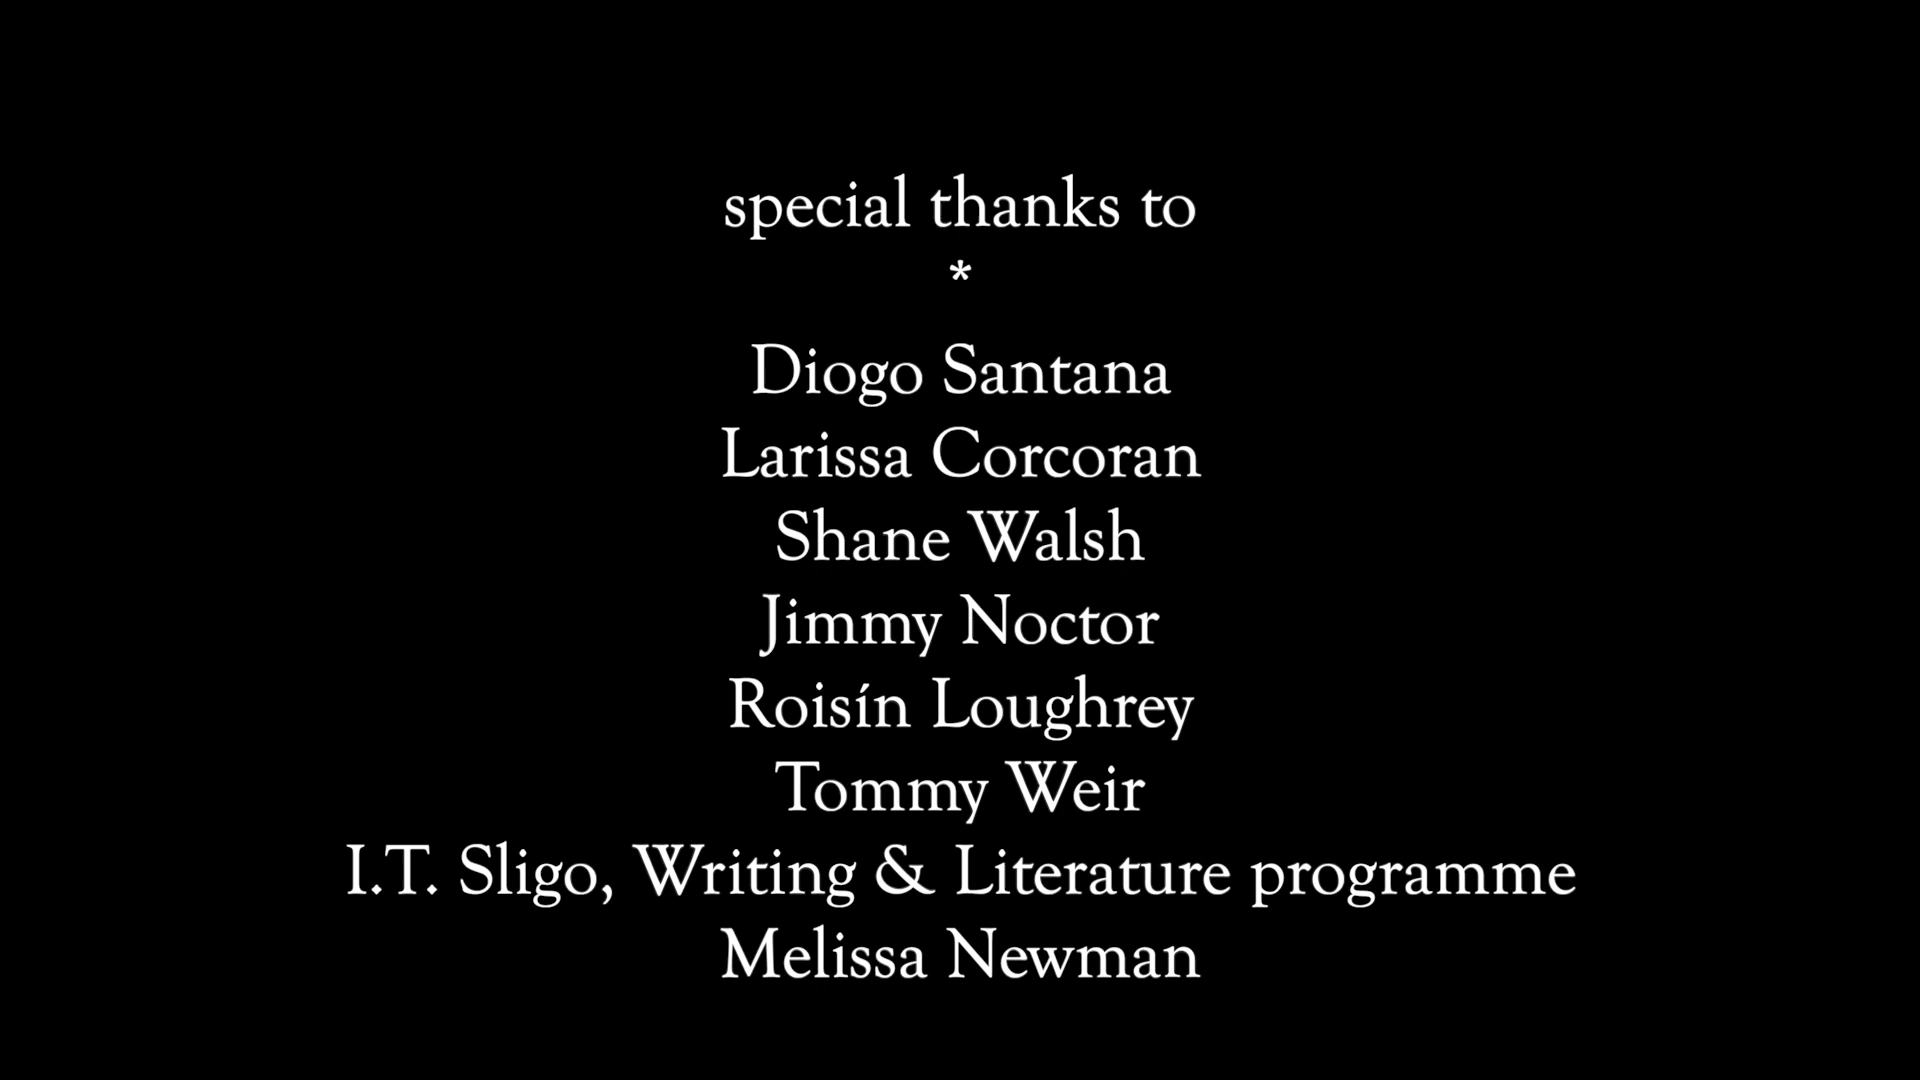 special thanks to
*
Diogo Santana
Larissa Corcoran
Shane Walsh
Jimmy Noctor
Roisín Loughrey
Tommy Weir
I.T. Sligo, Writing & Literature programme
Melissa Newman